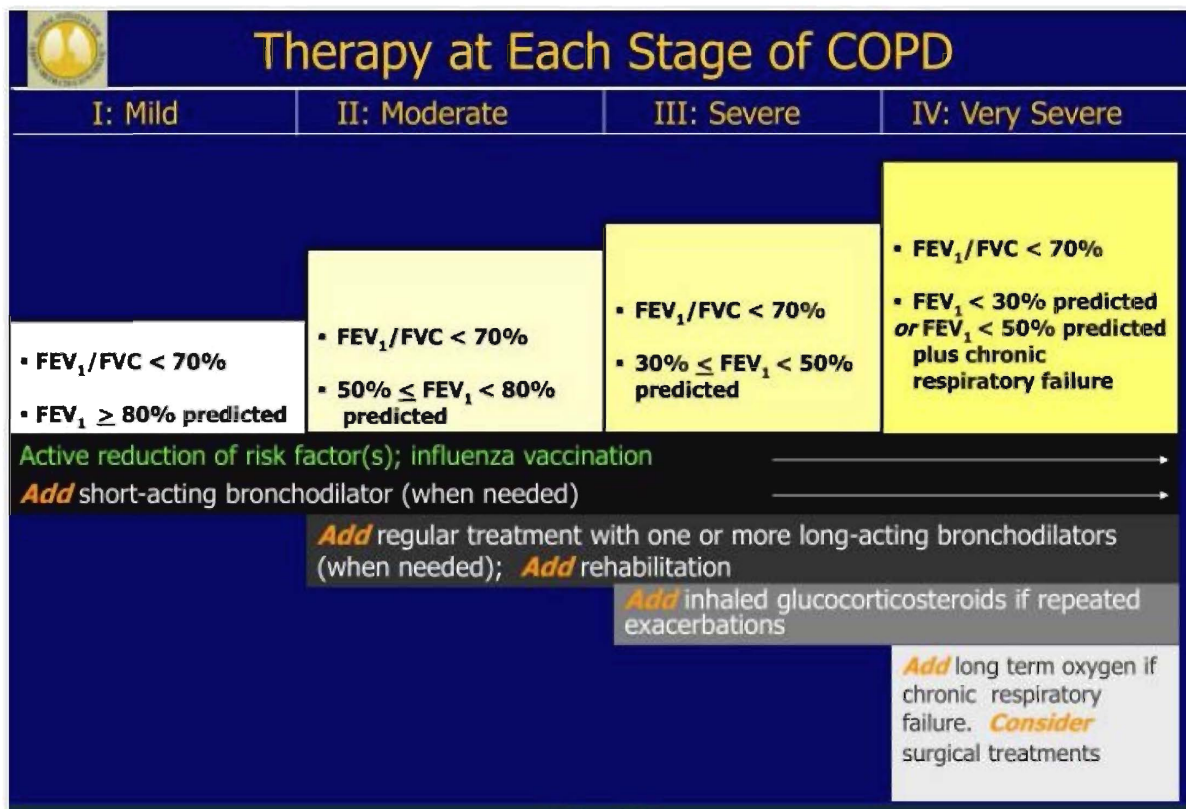 Therapy at Each Stage of COPD
I: Mild
II: Moderate
III: Severe
IV: Very Severe
▪ FEV₁/FVC < 70%
▪ FEV₁ ≥ 80% predicted
▪ FEV₁/FVC < 70%
▪ 50% ≤ FEV₁ < 80%
predicted
▪ FEV₁/FVC < 70%
▪ 30% ≤ FEV₁ < 50%
predicted
▪ FEV₁/FVC < 70%
▪ FEV₁ < 30% predicted
or FEV₁ < 50% predicted
plus chronic
respiratory failure
Active reduction of risk factor(s); influenza vaccination
Add short-acting bronchodilator (when needed)
Add regular treatment with one or more long-acting bronchodilators
(when needed); Add rehabilitation
Add inhaled glucocorticosteroids if repeated
exacerbations
Add long term oxygen if
chronic respiratory
failure. Consider
surgical treatments